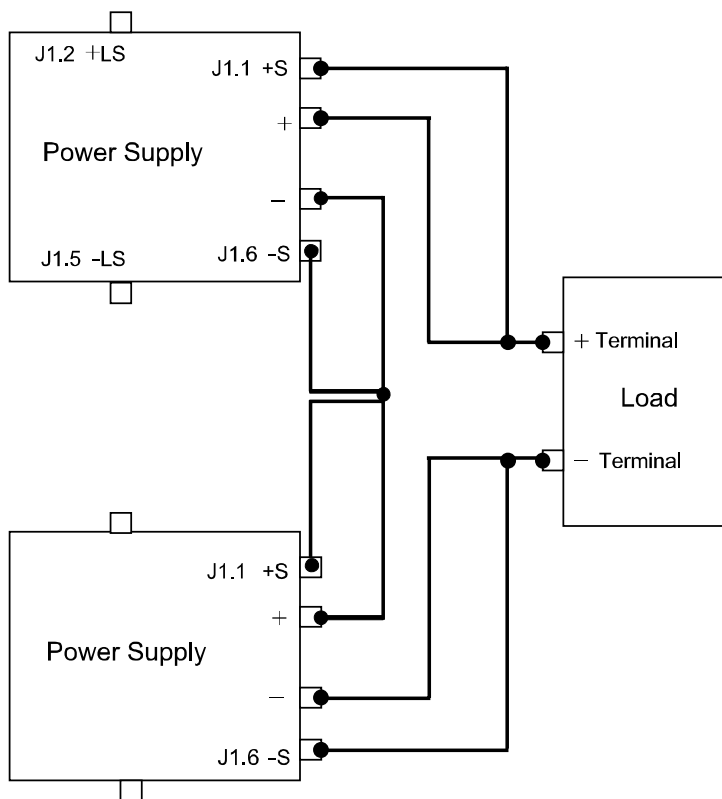 J1.2 +LS
J1.1 +S
+
Power Supply
−
J1.5 −LS
J1.6 −S
+ Terminal
Load
− Terminal
J1.1 +S
+
Power Supply
−
J1.6 −S